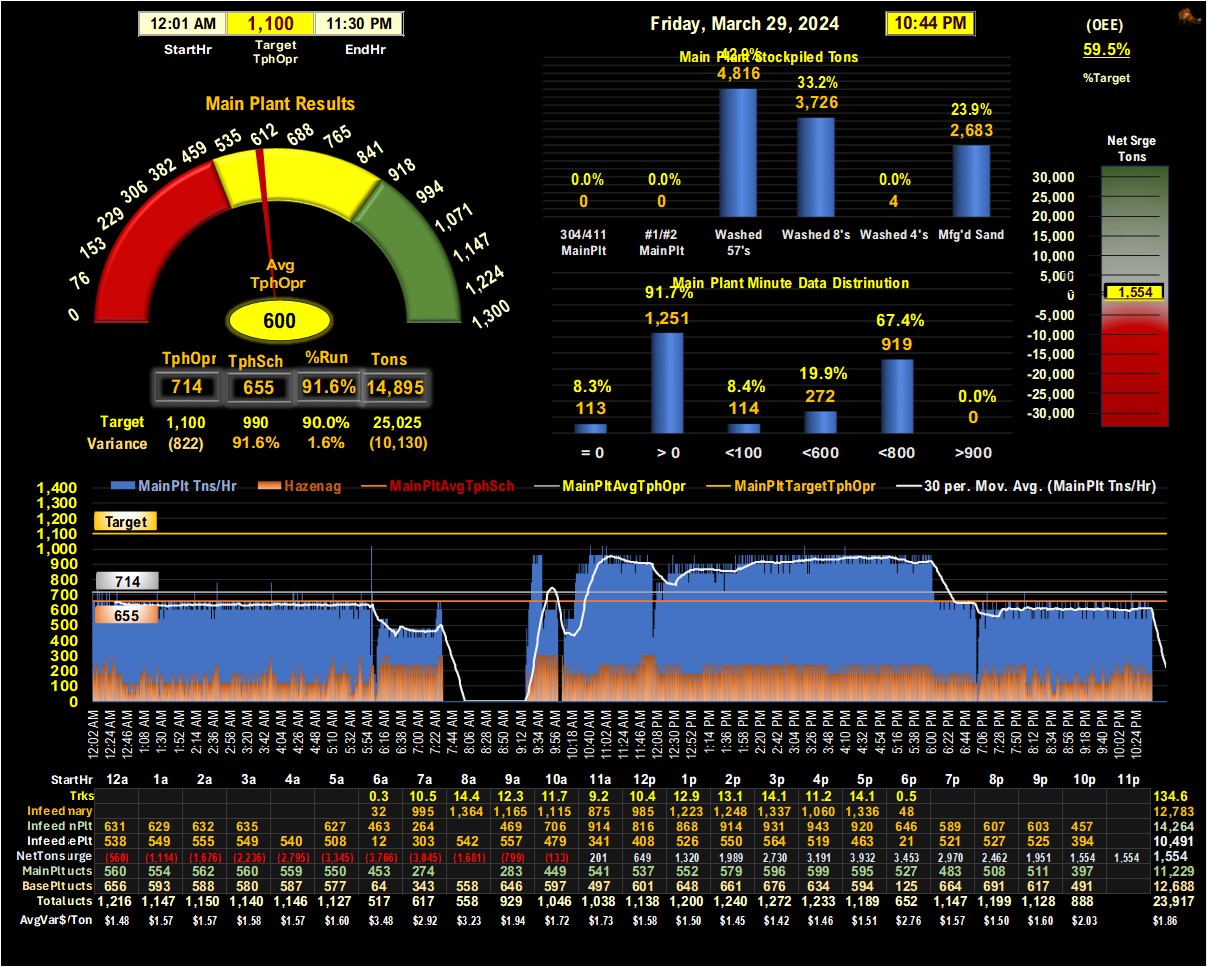 12:01 AM 1,100 11:30 PM
StartHr Target TphOpr EndHr
Friday, March 29, 2024 10:44 PM
(OEE)
59.5%
%Target
Main Plant Results
0 76 153 229 306 382 459 535 612 688 765 841 918 994 1,071 1,147 1,224 1,300
Avg
TphOpr
600
TphOpr TphSch %Run Tons
714 655 91.6% 14,895
Target 1,100 990 90.0% 25,025
Variance (822) 91.6% 1.6% (10,130)
Main Plant Stockpiled Tons
42.9% 33.2% 23.9%
4,816 3,726 2,683
0.0% 0.0% 0.0%
0 0 4
304/411 MainPlt #1/#2 MainPlt Washed 57's Washed 8's Washed 4's Mfg'd Sand
Main Plant Minute Data Distrinution
8.3% 91.7% 8.4% 19.9% 67.4% 0.0%
113 1,251 114 272 919 0
= 0 > 0 <100 <600 <800 >900
Net Srge
Tons
30,000
25,000
20,000
15,000
10,000
5,000
0
1,554
-5,000
-10,000
-15,000
-20,000
-25,000
-30,000
MainPlt Tns/Hr Hazenag MainPltAvgTphSch MainPltAvgTphOpr MainPltTargetTphOpr 30 per. Mov. Avg. (MainPlt Tns/Hr)
1,400
1,300
1,200
Target
1,100
1,000
900
800
714
700
600
655
500
400
300
200
100
0
12:02 AM 12:24 AM 12:46 AM 1:08 AM 1:30 AM 1:52 AM 2:14 AM 2:36 AM 2:58 AM 3:20 AM 3:42 AM 4:04 AM 4:26 AM 4:48 AM 5:10 AM 5:32 AM 5:54 AM 6:16 AM 6:38 AM 7:00 AM 7:22 AM 7:44 AM 8:06 AM 8:28 AM 8:50 AM 9:12 AM 9:34 AM 9:56 AM 10:18 AM 10:40 AM 11:02 AM 11:24 AM 11:46 AM 12:08 PM 12:30 PM 12:52 PM 1:14 PM 1:36 PM 1:58 PM 2:20 PM 2:42 PM 3:04 PM 3:26 PM 3:48 PM 4:10 PM 4:32 PM 4:54 PM 5:16 PM 5:38 PM 6:00 PM 6:22 PM 6:44 PM 7:06 PM 7:28 PM 7:50 PM 8:12 PM 8:34 PM 8:56 PM 9:18 PM 9:40 PM 10:02 PM 10:24 PM
StartHr 12a 1a 2a 3a 4a 5a 6a 7a 8a 9a 10a 11a 12p 1p 2p 3p 4p 5p 6p 7p 8p 9p 10p 11p
Trks 0.3 10.5 14.4 12.3 11.7 9.2 10.4 12.9 13.1 14.1 11.2 14.1 0.5 134.6
Infeed mary 32 995 1,364 1,165 1,115 875 985 1,223 1,248 1,337 1,060 1,336 48 12,783
Infeed nPlt 631 629 632 635 627 463 264 469 706 914 816 868 914 931 943 920 646 589 607 603 457 14,264
Infeed ePlt 538 549 555 549 540 508 12 303 542 557 479 341 408 526 550 564 519 463 21 521 527 525 394 10,491
NetTons urge (560) (1,114) (1,676) (2,236) (2,795) (3,345) (3,766) (3,045) (1,681) (799) (133) 201 649 1,320 1,989 2,730 3,191 3,932 3,453 2,970 2,462 1,951 1,554 1,554 1,554
MainPlt ucts 560 554 562 560 559 550 453 274 283 449 541 537 552 579 596 599 595 527 483 508 511 397 11,229
BasePlt ucts 656 593 588 580 587 577 64 343 558 646 597 497 601 648 661 676 634 594 125 664 691 617 491 12,688
Total ucts 1,216 1,147 1,150 1,140 1,146 1,127 517 617 558 929 1,046 1,038 1,138 1,200 1,240 1,272 1,233 1,189 652 1,147 1,199 1,128 888 23,917
AvgVar$/Ton $1.48 $1.57 $1.57 $1.58 $1.57 $1.60 $3.48 $2.92 $3.23 $1.94 $1.72 $1.73 $1.58 $1.50 $1.45 $1.42 $1.46 $1.51 $2.76 $1.57 $1.50 $1.60 $2.03 $1.86